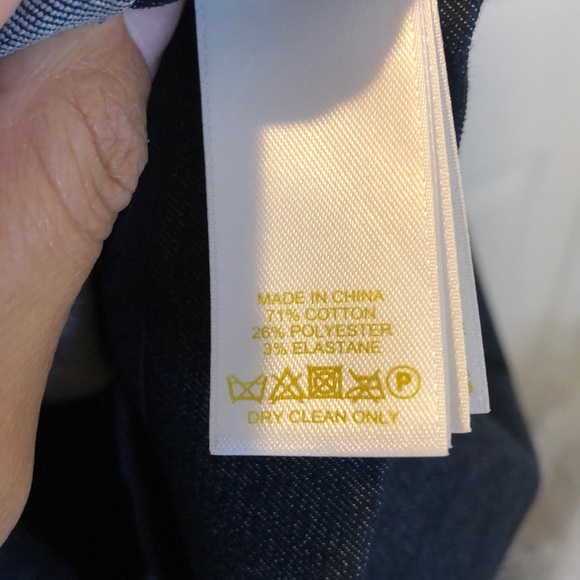 MADE IN CHINA
71% COTTON
26% POLYESTER
3% ELASTANE
P
DRY CLEAN ONLY